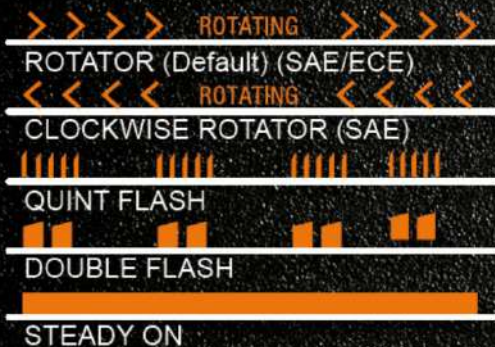 > > > > ROTATING > > > >
ROTATOR (Default) (SAE/ECE)
< < < < ROTATING < < < <
CLOCKWISE ROTATOR (SAE)
QUINT FLASH
DOUBLE FLASH
STEADY ON